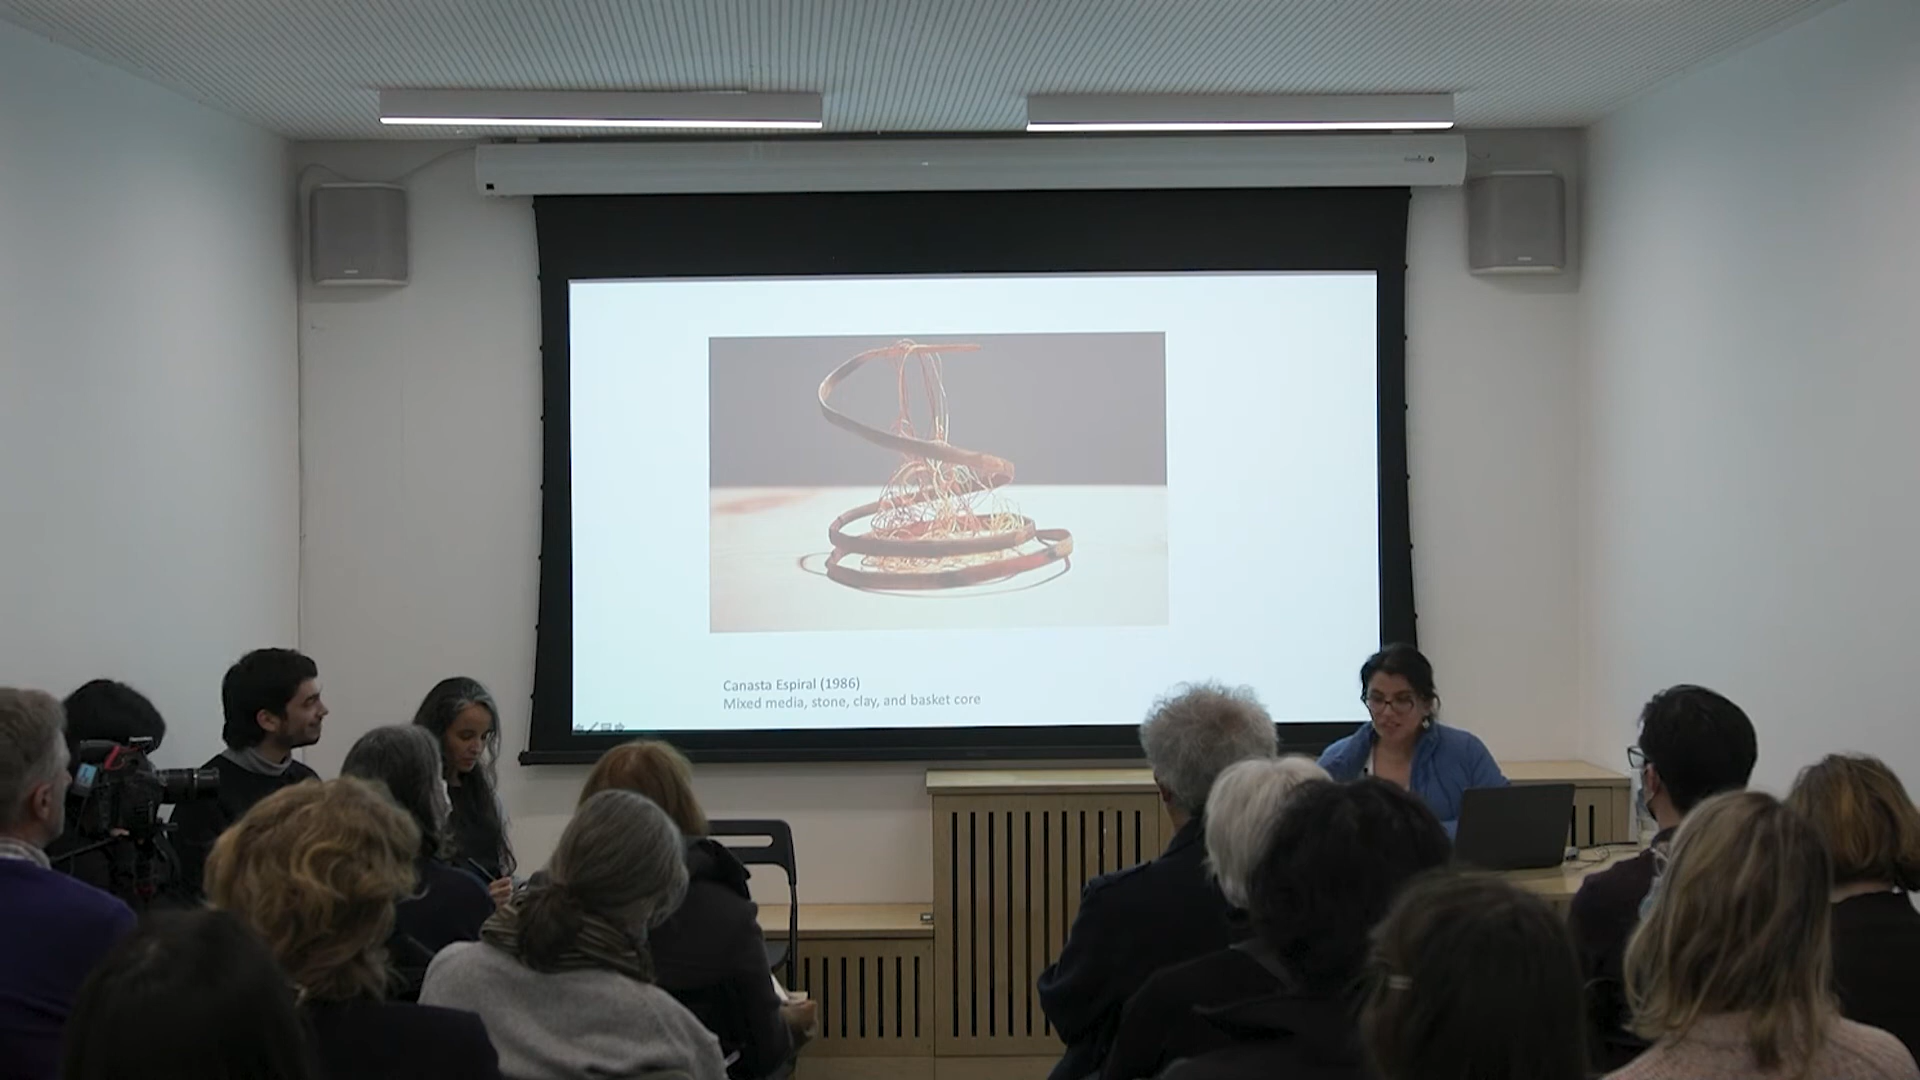 Canasta Espiral (1986)
Mixed media, stone, clay, and basket core